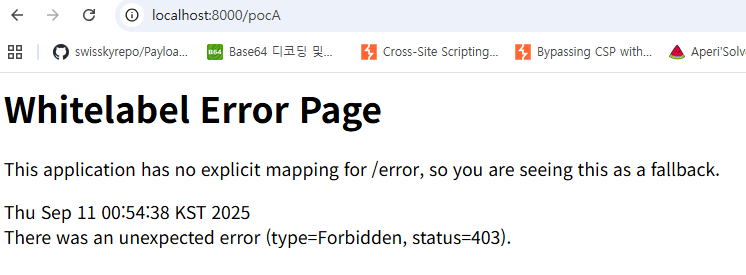 localhost:8000/pocA
swisskyrepo/Payloa...
B64 Base64 디코딩 및...
Cross-Site Scripting...
Bypassing CSP with...
Aperi'Solv
Whitelabel Error Page
This application has no explicit mapping for /error, so you are seeing this as a fallback.
Thu Sep 11 00:54:38 KST 2025
There was an unexpected error (type=Forbidden, status=403).